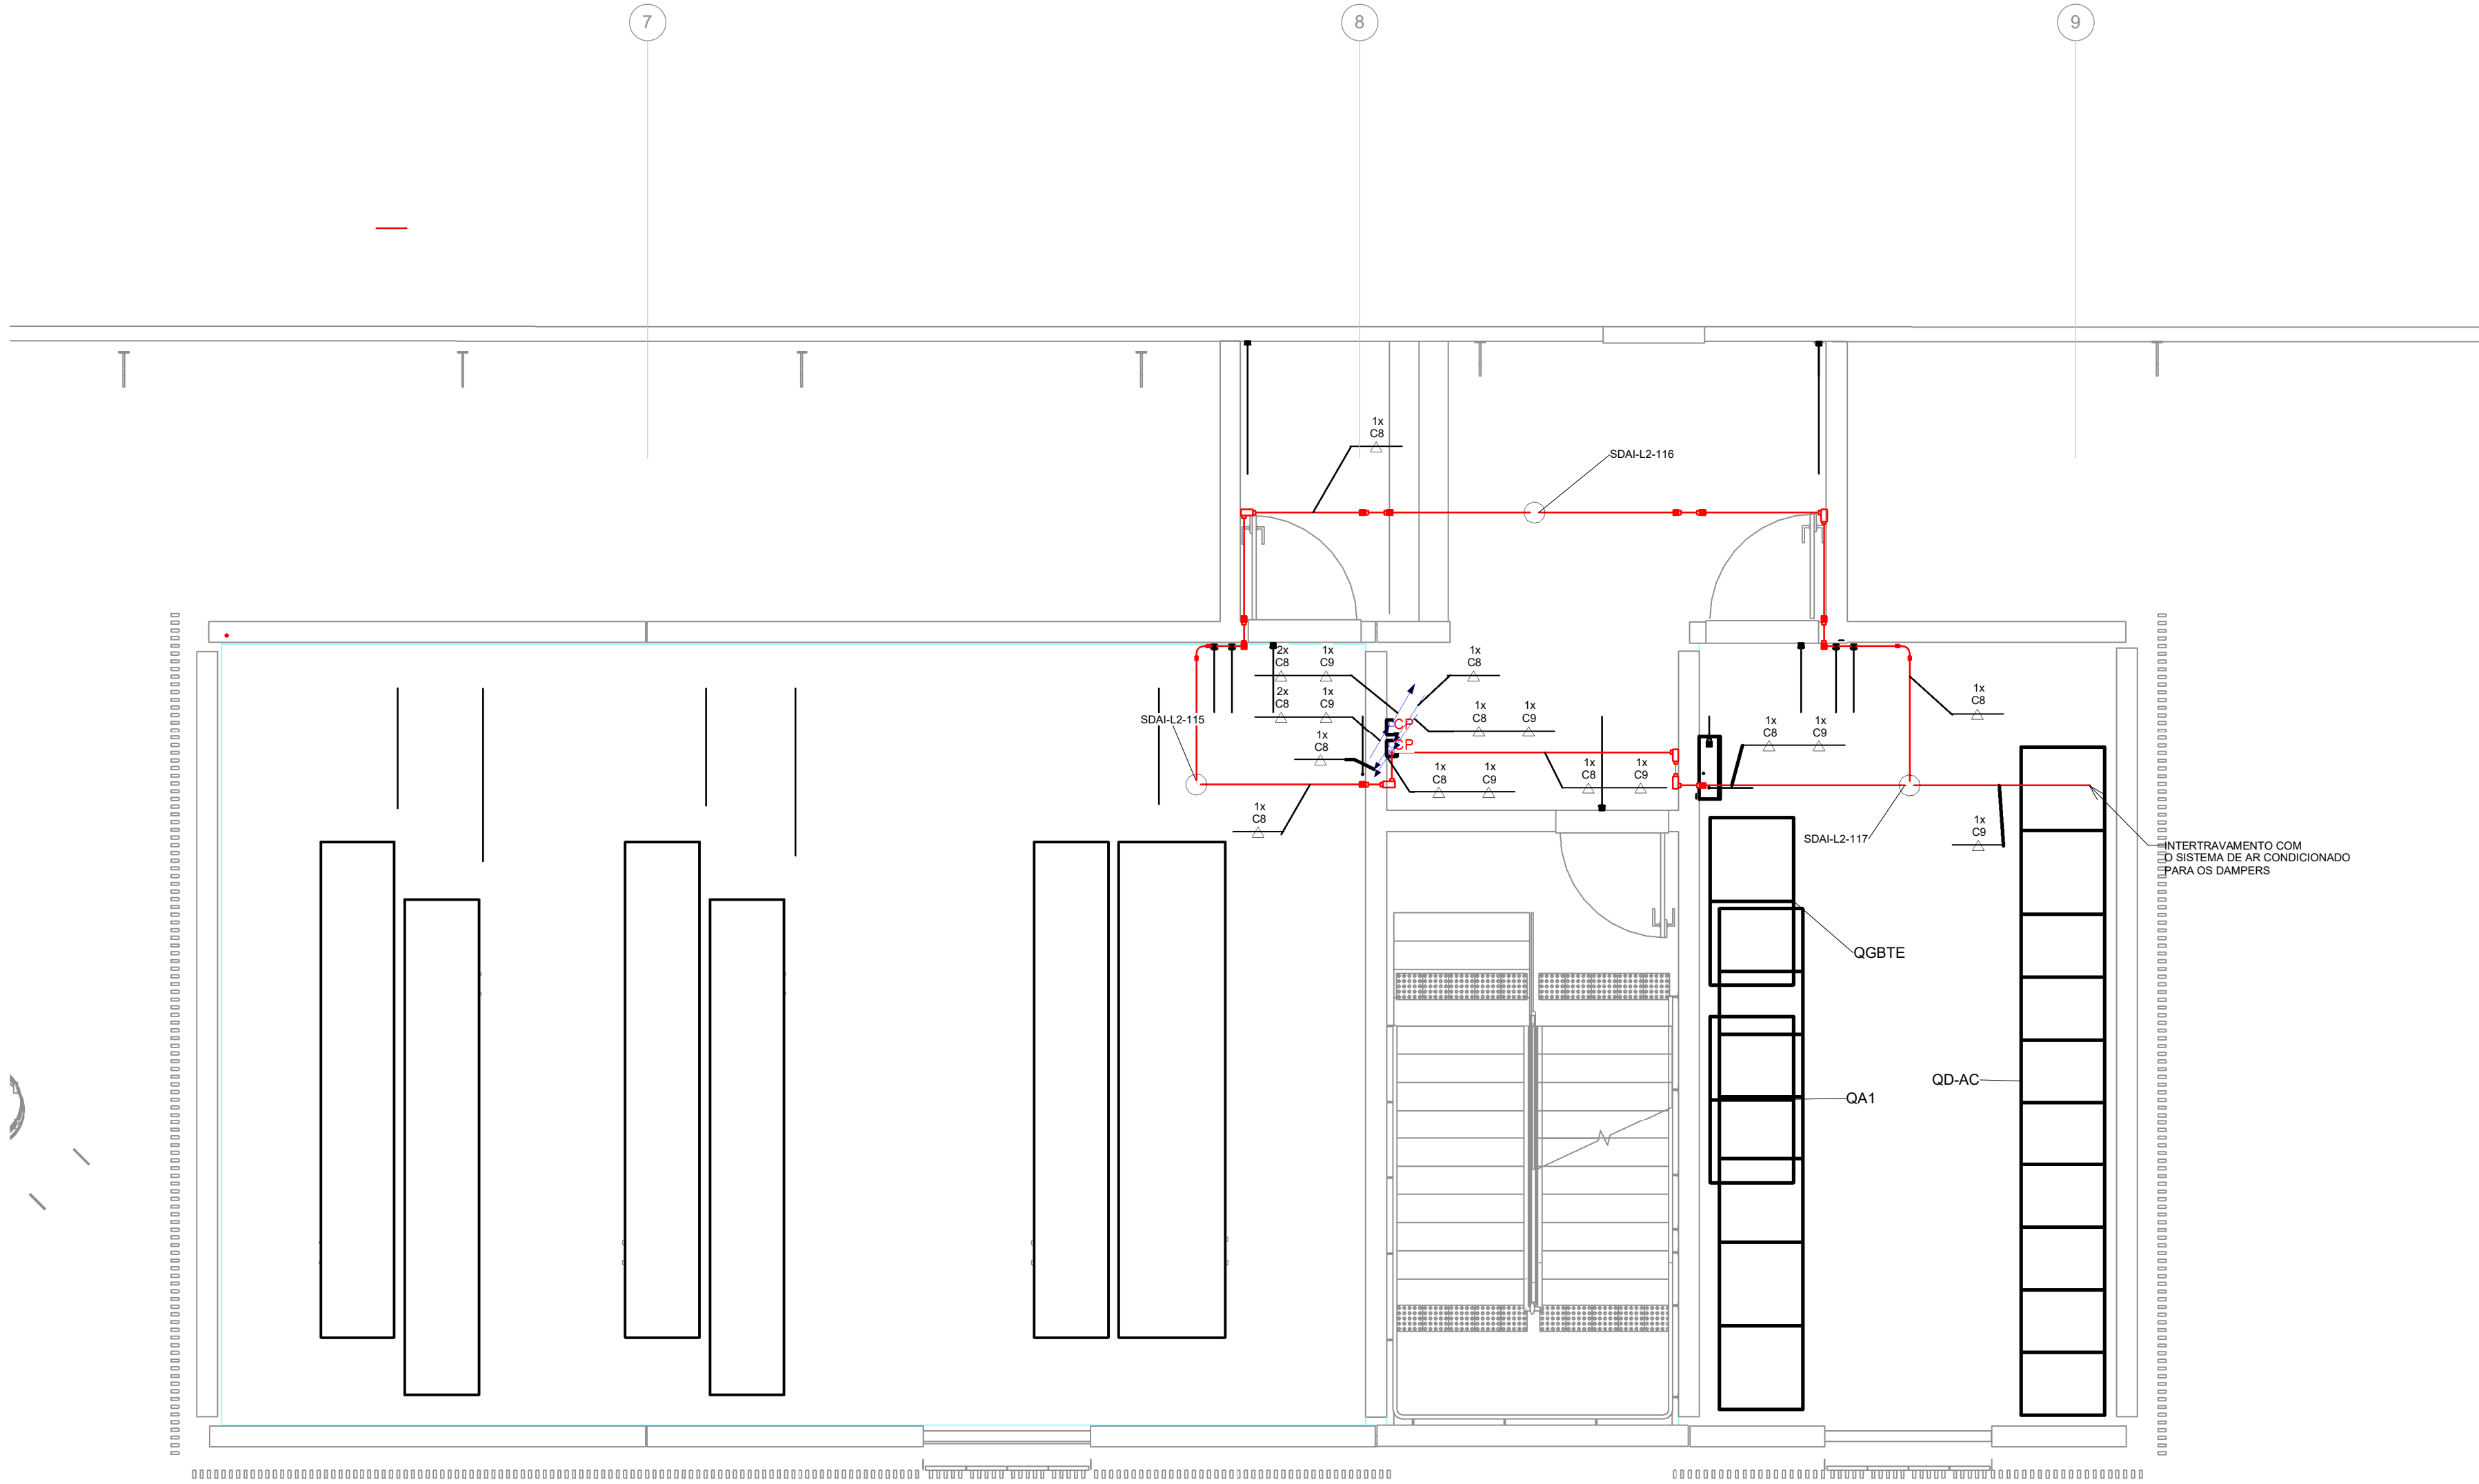 7
8
9
1x
C8
SDAI-L2-116
2x
C8
1x
C9
1x
C8
2x
C8
1x
C9
SDAI-L2-115
CP
CP
1x
C8
1x
C9
1x
C8
1x
C8
1x
C9
1x
C8
1x
C9
1x
C8
1x
C9
1x
C8
1x
C8
1x
C9
SDAI-L2-117
INTERTRAVAMENTO COM
O SISTEMA DE AR CONDICIONADO
PARA OS DAMPERS
QGBTE
QD-AC
QA1